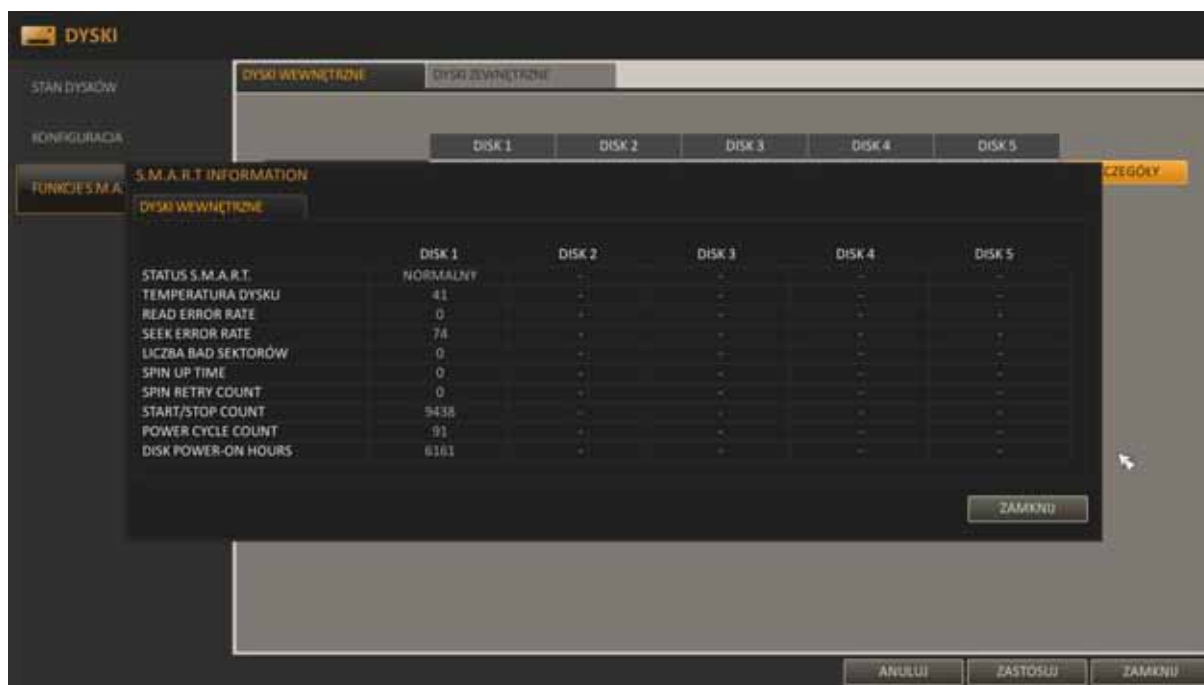 DYSKI
STAN DYSKÓW
KONFIGURACJA
FUNKCJE S.M.A.
DYSKI WEWNĘTRZNE
DYSKI ZEWNĘTRZNE
DISK 1 DISK 2 DISK 3 DISK 4 DISK 5
CZEGÓŁY
S.M.A.R.T INFORMATION
DYSKI WEWNĘTRZNE
DISK 1 DISK 2 DISK 3 DISK 4 DISK 5
STATUS S.M.A.R.T. NORMALNY - - - -
TEMPERATURA DYSKU 41 - - - -
READ ERROR RATE 0 - - - -
SEEK ERROR RATE 74 - - - -
LICZBA BAD SEKTORÓW 0 - - - -
SPIN UP TIME 0 - - - -
SPIN RETRY COUNT 0 - - - -
START/STOP COUNT 9438 - - - -
POWER CYCLE COUNT 91 - - - -
DISK POWER-ON HOURS 6161 - - - -
ZAMKNIJ
ANULUJ ZASTOSUJ ZAMKNIJ